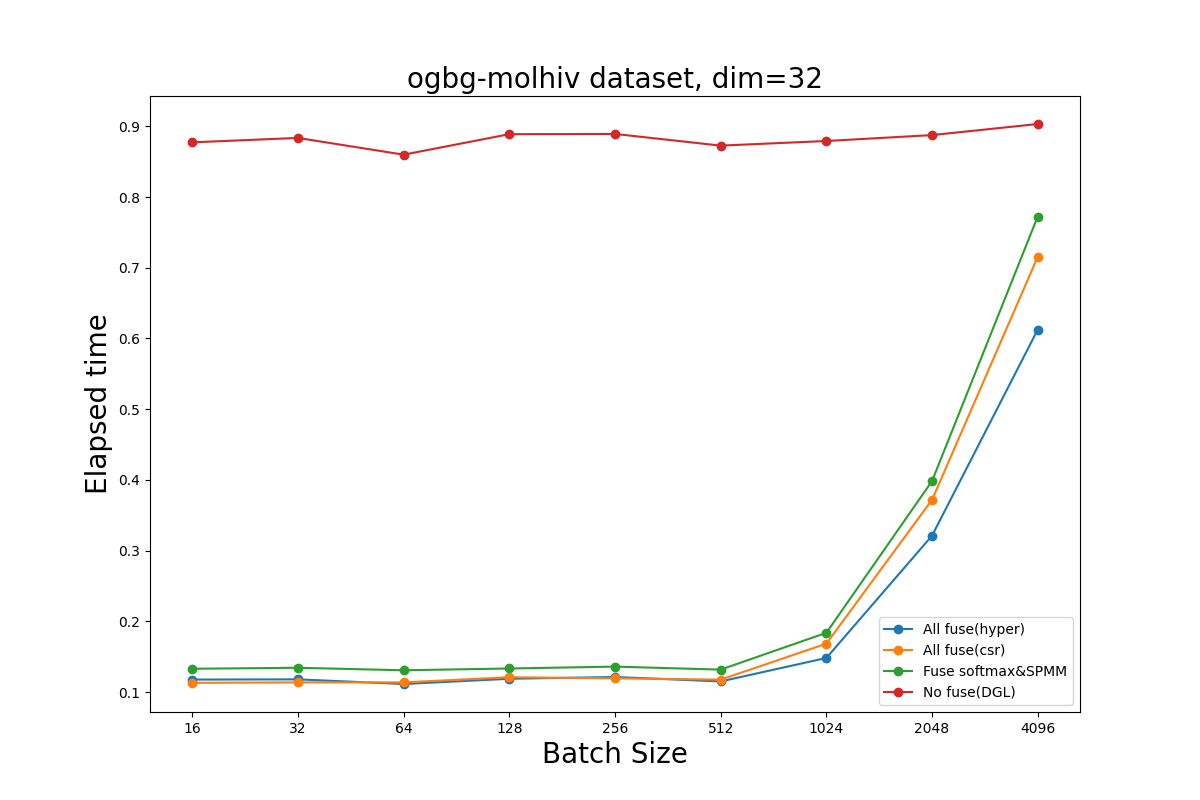 ogbg-molhiv dataset, dim=32
Elapsed time
0.9
0.8
0.7
0.6
0.5
0.4
0.3
0.2
0.1
All fuse(hyper)
All fuse(csr)
Fuse softmax&SPMM
No fuse(DGL)
16 32 64 128 256 512 1024 2048 4096
Batch Size